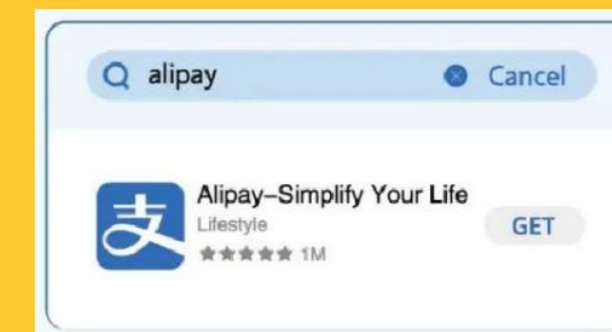 alipay
Cancel
支
Alipay–Simplify Your Life
Lifestyle
GET
★★★★★ 1M